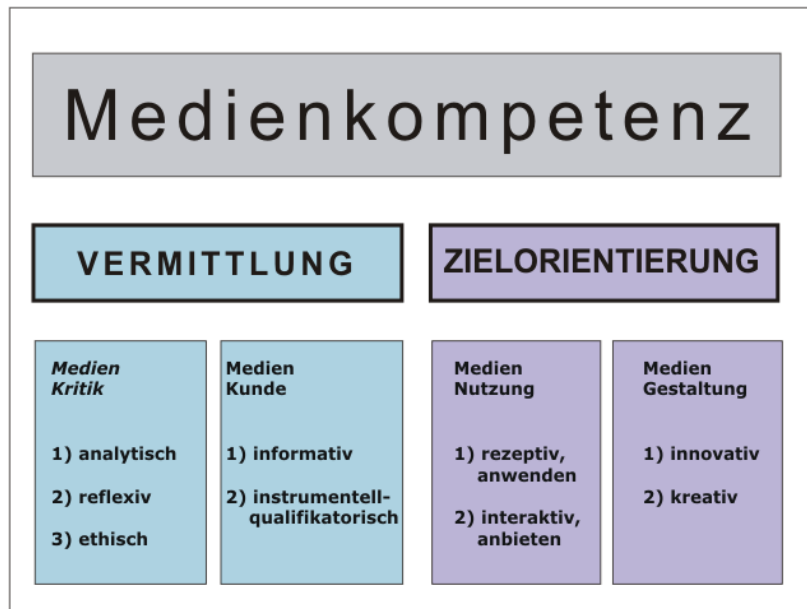 Medienkompetenz
VERMITTLUNG
ZIELORIENTIERUNG
Medien
Kritik
1) analytisch
2) reflexiv
3) ethisch
Medien
Kunde
1) informativ
2) instrumentell-
qualifikatorisch
Medien
Nutzung
1) rezeptiv,
anwenden
2) interaktiv,
anbieten
Medien
Gestaltung
1) innovativ
2) kreativ